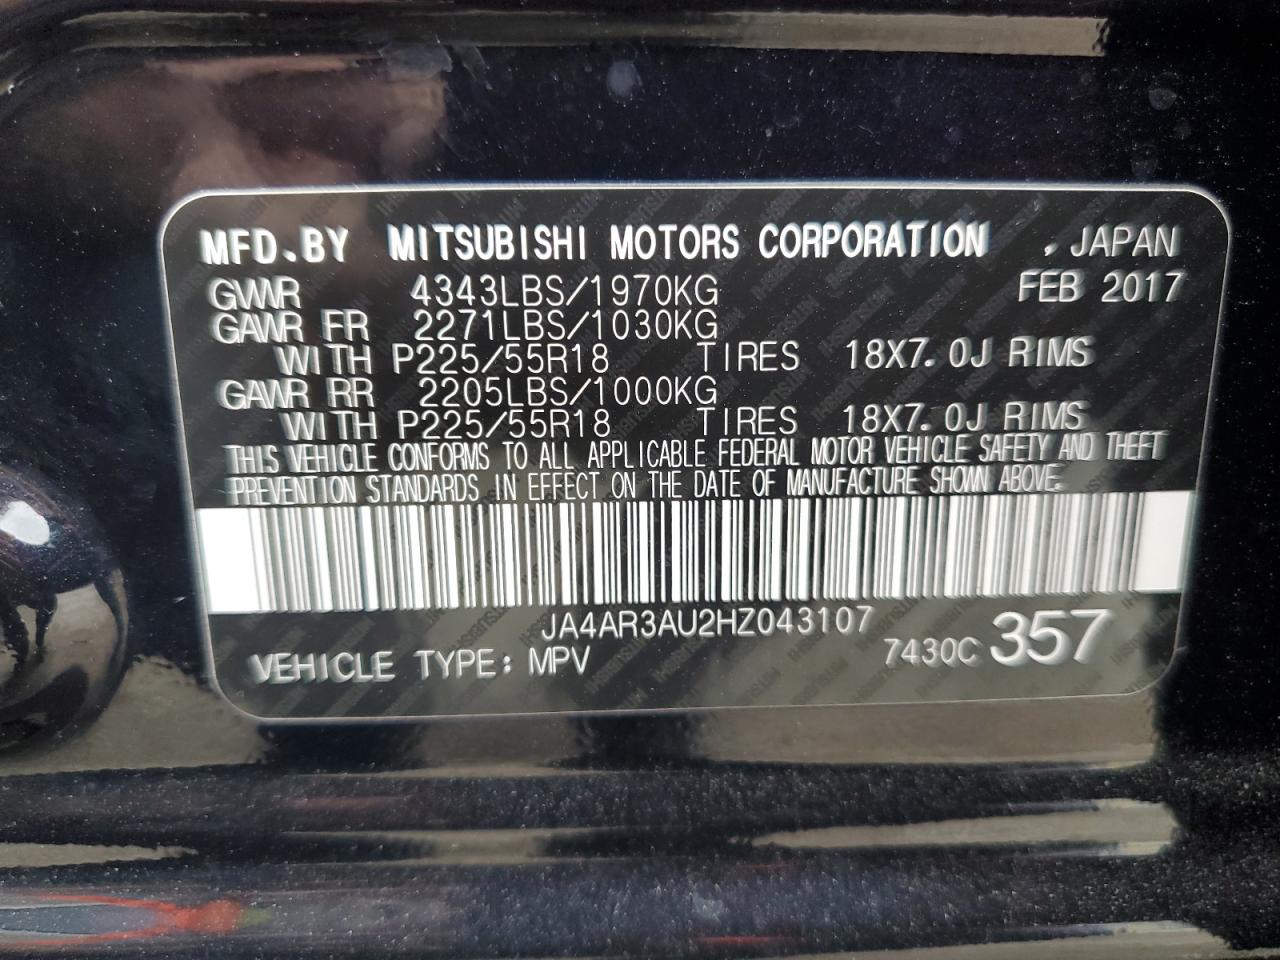 MFD.BY MITSUBISHI MOTORS CORPORATION , JAPAN
GVWR 4343LBS/1970KG FEB 2017
GAWR FR 2271LBS/1030KG
WITH P225/55R18 TIRES 18X7.0J RIMS
GAWR RR 2205LBS/1000KG
WITH P225/55R18 TIRES 18X7.0J RIMS
THIS VEHICLE CONFORMS TO ALL APPLICABLE FEDERAL MOTOR VEHICLE SAFETY AND THEFT
PREVENTION STANDARDS IN EFFECT ON THE DATE OF MANUFACTURE SHOWN ABOVE.
JA4AR3AU2HZ043107
VEHICLE TYPE: MPV 7430C 357